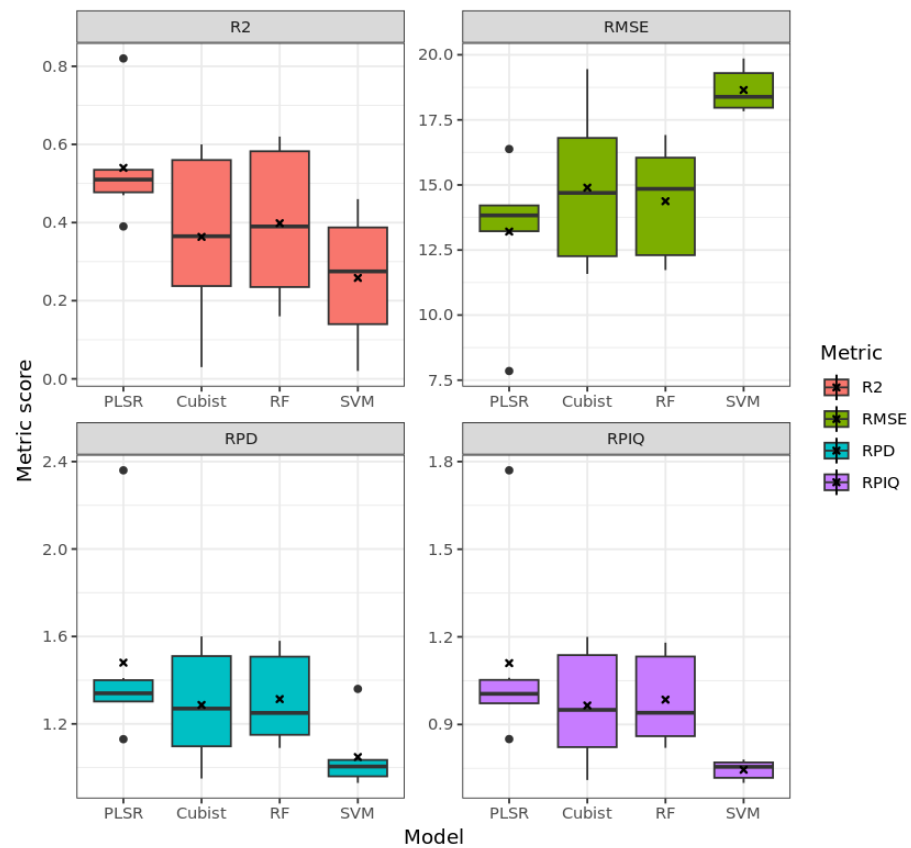 R2
RMSE
0.8
0.6
0.4
0.2
0.0
20.0
17.5
15.0
12.5
10.0
7.5
PLSR Cubist RF SVM
PLSR Cubist RF SVM
RPD
RPIQ
2.4
2.0
1.6
1.2
1.8
1.5
1.2
0.9
PLSR Cubist RF SVM
PLSR Cubist RF SVM
Metric score
Model
Metric
R2
RMSE
RPD
RPIQ